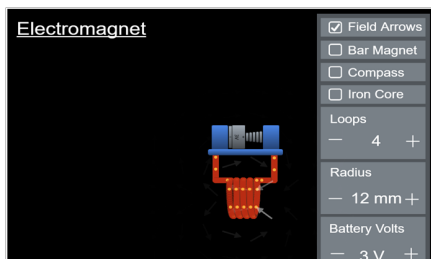 Electromagnet
Field Arrows
Bar Magnet
Compass
Iron Core
Loops
— 4 +
Radius
— 12 mm +
Battery Volts
— 3 V +